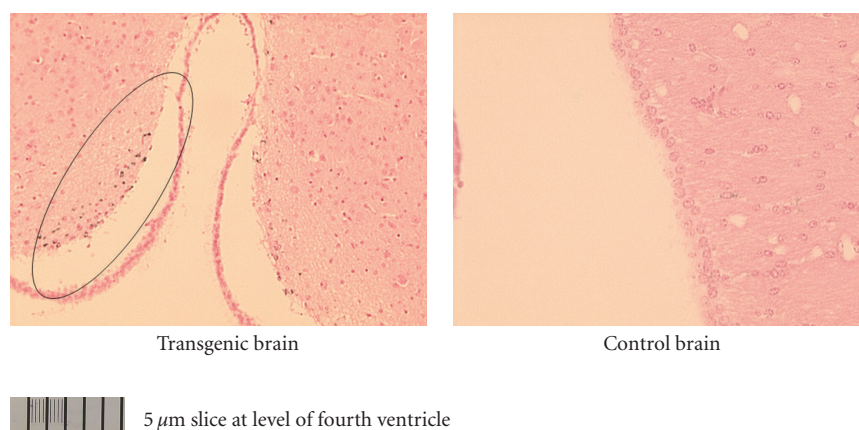 Transgenic brain
Control brain
5 μm slice at level of fourth ventricle